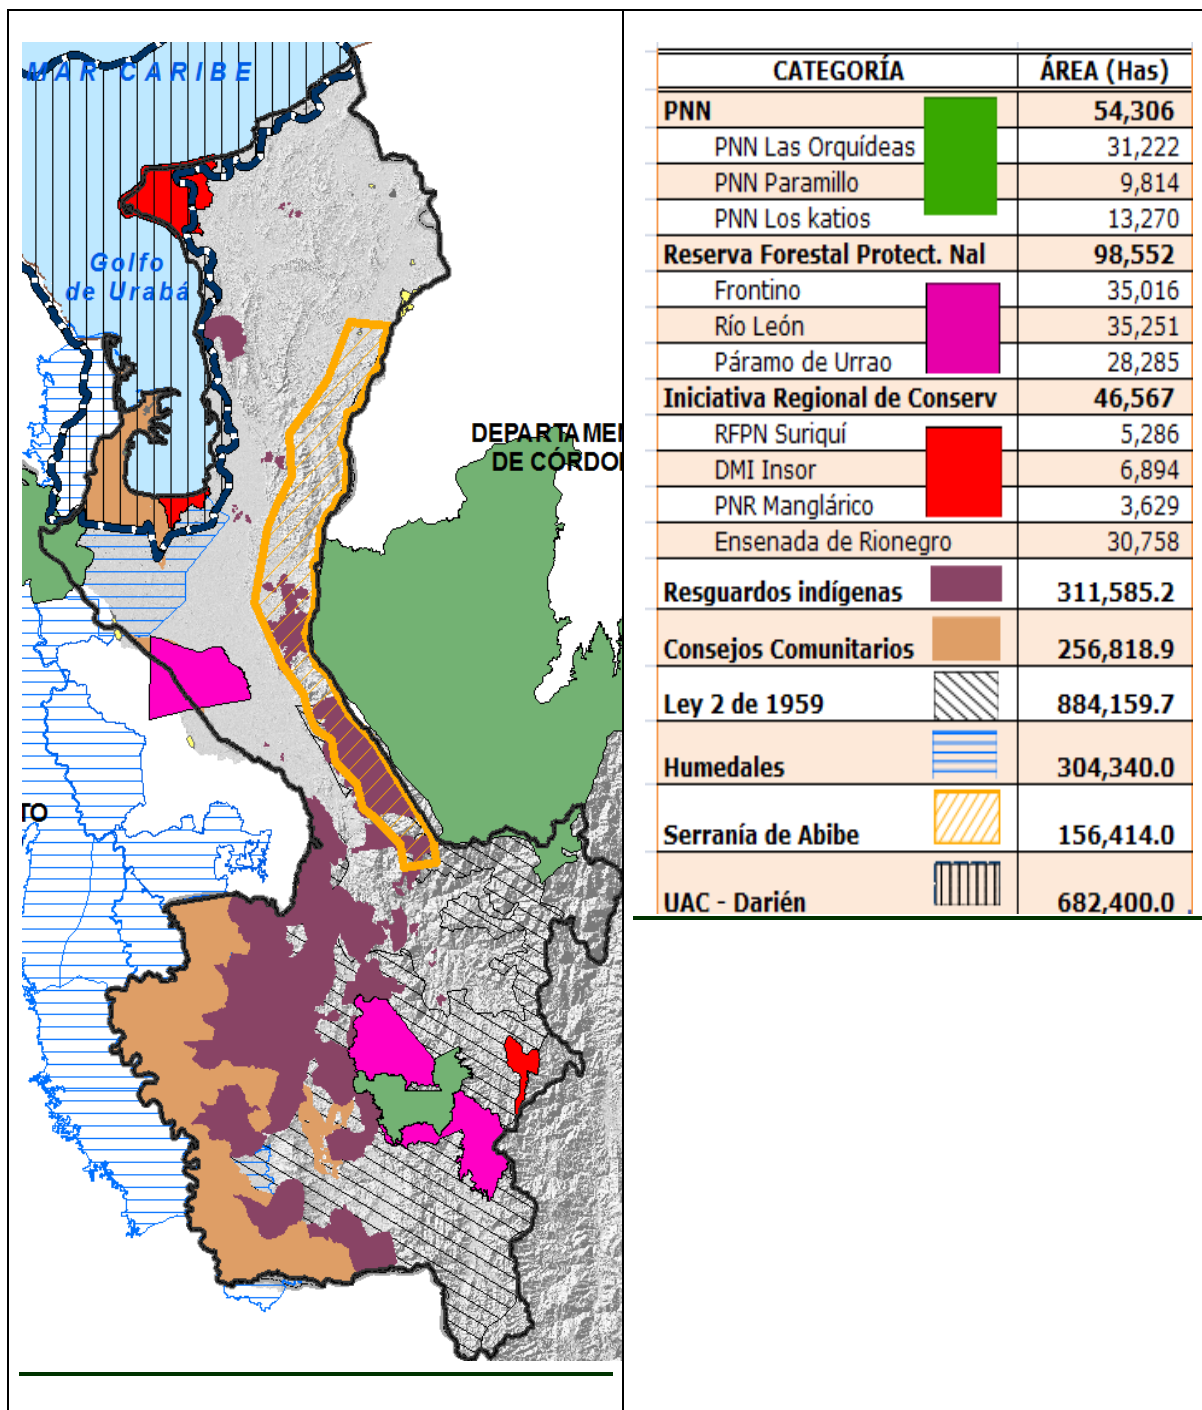 MAR CARIBE
Golfo
de Urabá
DEPARTAMEN
DE CÓRDO
TO
CATEGORÍA ÁREA (Has)
PNN 54,306
PNN Las Orquídeas 31,222
PNN Paramillo 9,814
PNN Los katios 13,270
Reserva Forestal Protect. Nal 98,552
Frontino 35,016
Río León 35,251
Páramo de Urrao 28,285
Iniciativa Regional de Conserv 46,567
RFPN Suriquí 5,286
DMI Insor 6,894
PNR Manglárico 3,629
Ensenada de Rionegro 30,758
Resguardos indígenas 311,585.2
Consejos Comunitarios 256,818.9
Ley 2 de 1959 884,159.7
Humedales 304,340.0
Serranía de Abibe 156,414.0
UAC - Darién 682,400.0